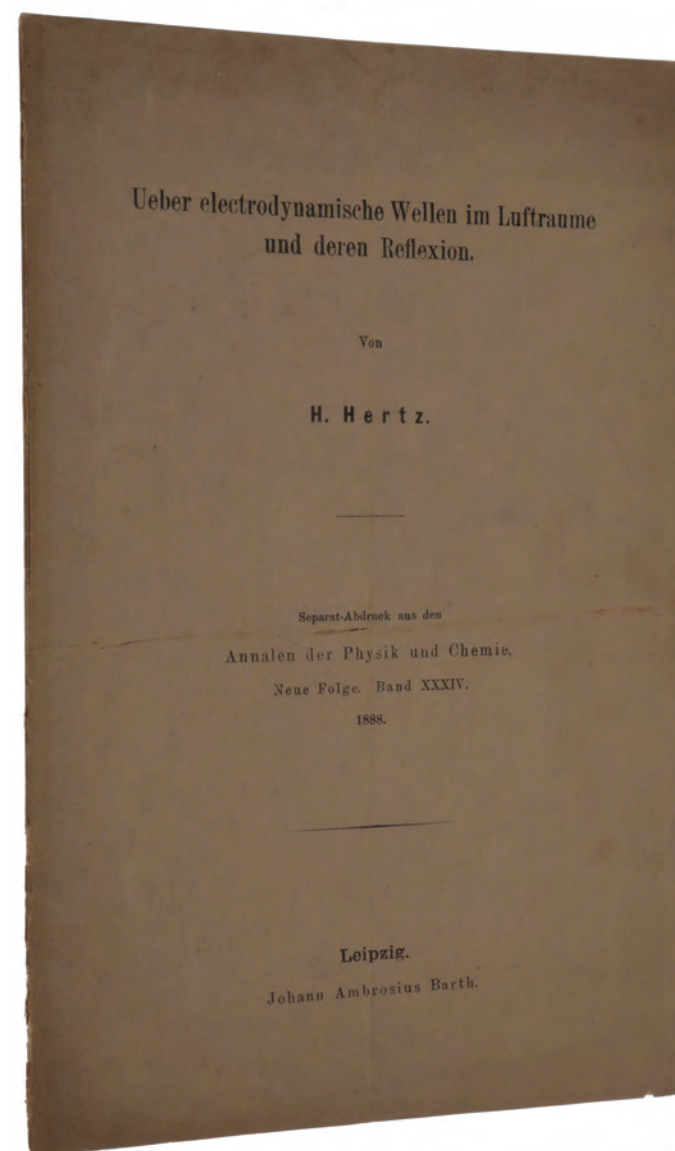 Ueber electrodynamische Wellen im Luftraume
und deren Reflexion.
Von
H. Hertz.
Separat-Abdruck aus den
Annalen der Physik und Chemie.
Neue Folge. Band XXXIV.
1888.
Leipzig.
Johann Ambrosius Barth.